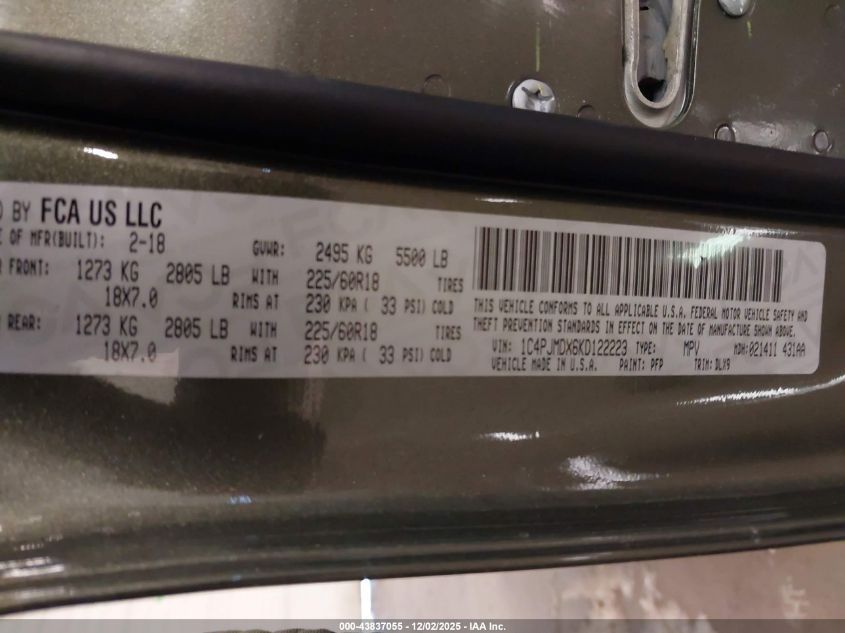 BY FCA US LLC
OF MFR(BUILT): 2-18 GVWR: 2495 KG 5500 LB
FRONT: 1273 KG 2805 LB WITH 225/60R18 TIRES
18X7.0 RIMS AT 230 KPA ( 33 PSI) COLD
REAR: 1273 KG 2805 LB WITH 225/60R18 TIRES
18X7.0 RIMS AT 230 KPA ( 33 PSI) COLD
THIS VEHICLE CONFORMS TO ALL APPLICABLE U.S.A. FEDERAL MOTOR VEHICLE SAFETY AND
THEFT PREVENTION STANDARDS IN EFFECT ON THE DATE OF MANUFACTURE SHOWN ABOVE.
VIN: 1C4PJMDX6KD122223 TYPE: MPV MDH:021411 431AA
VEHICLE MADE IN U.S.A. PAINT: PFP TRIM: DLX9
000-43837055 - 12/02/2025 - IAA Inc.